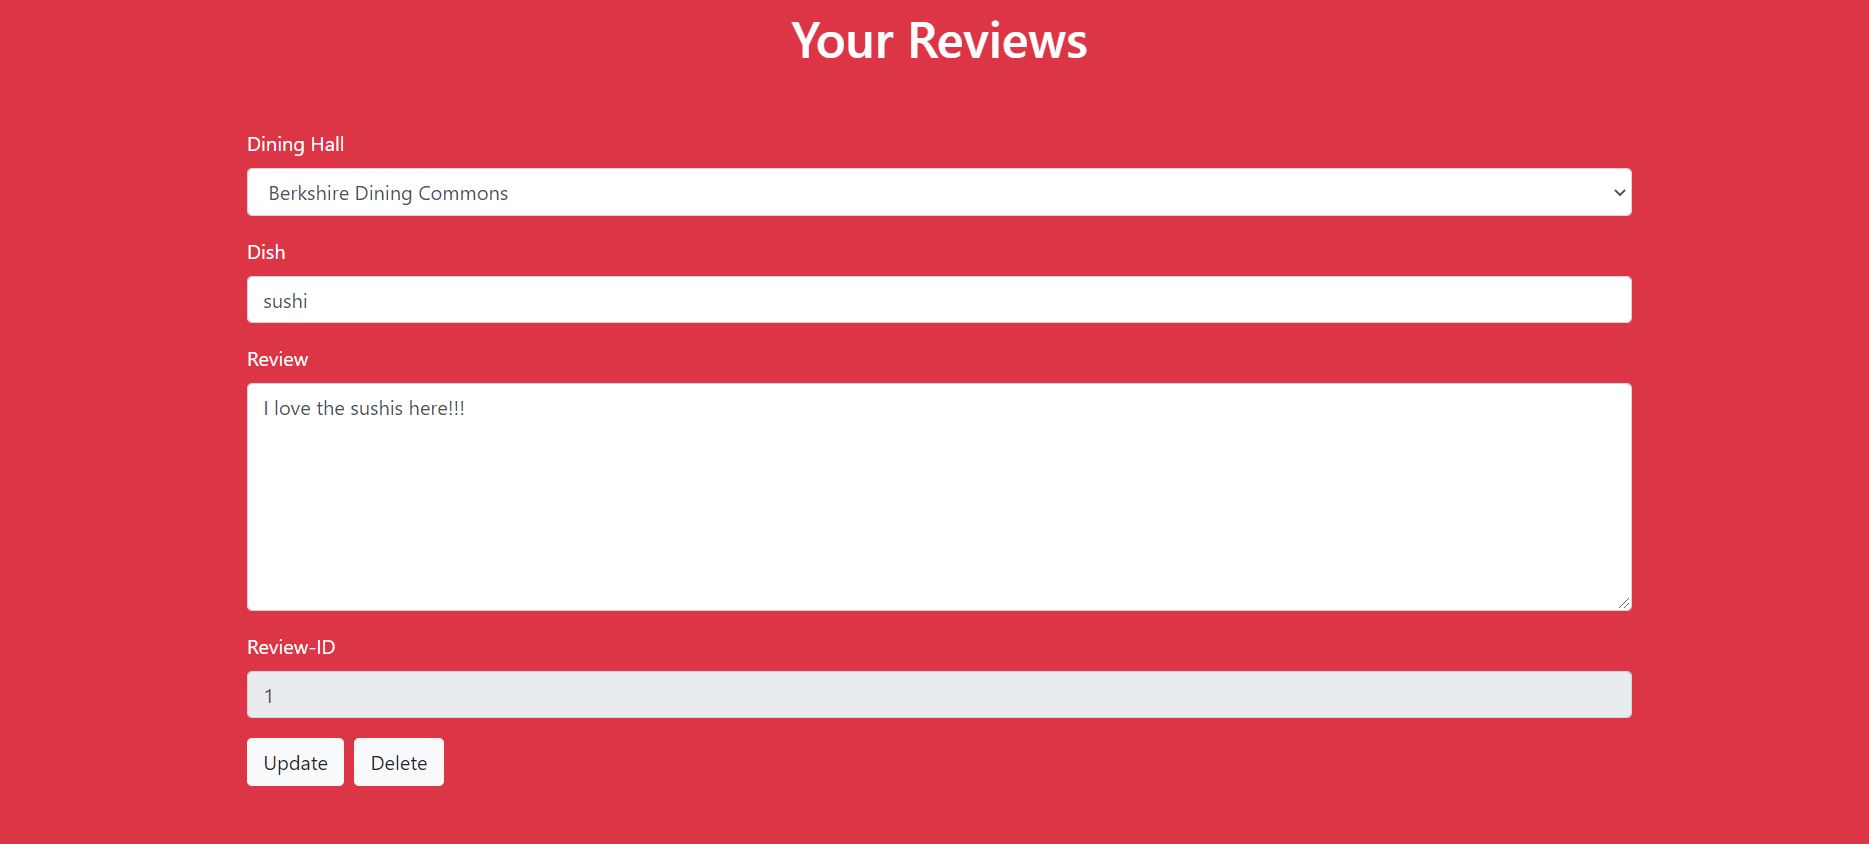 Your Reviews
Dining Hall
Berkshire Dining Commons
Dish
sushi
Review
I love the sushis here!!!
Review-ID
1
Update Delete